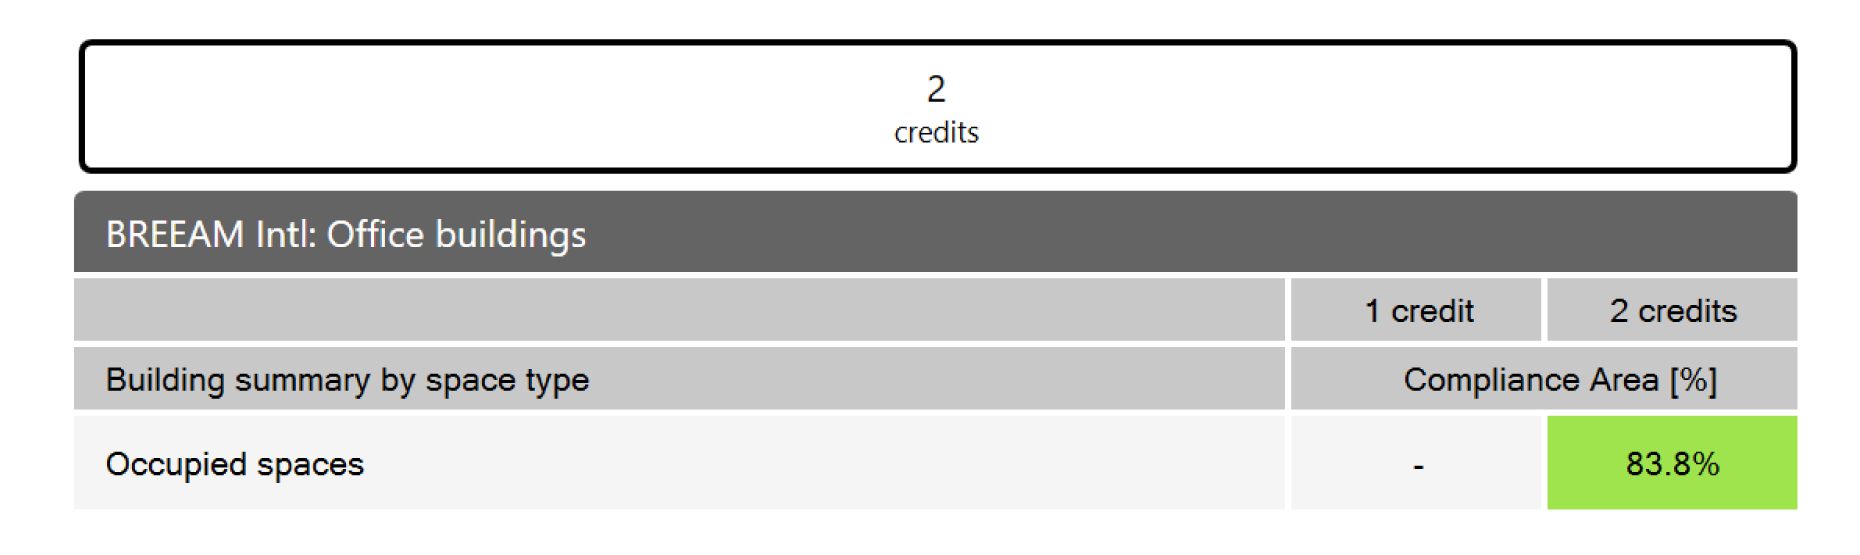 2
credits
BREEAM Intl: Office buildings
1 credit 2 credits
Building summary by space type Compliance Area [%]
Occupied spaces - 83.8%